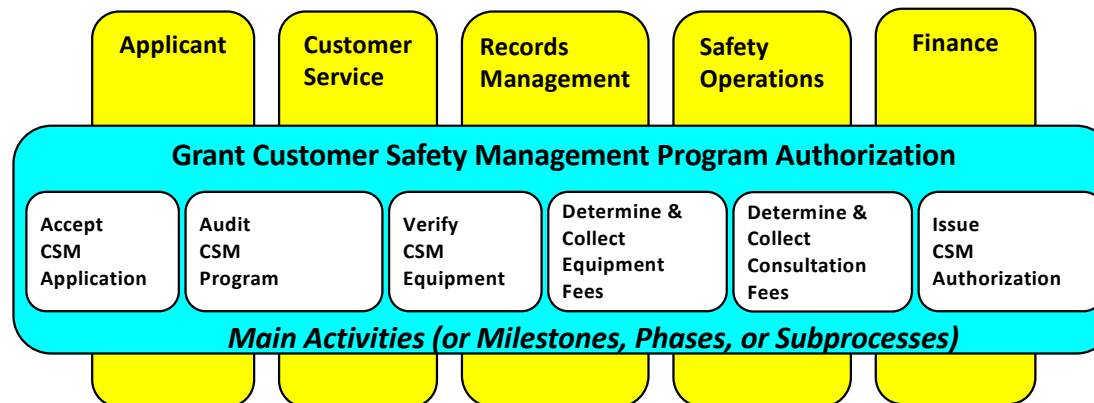 Applicant
Customer
Service
Records
Management
Safety
Operations
Finance
Grant Customer Safety Management Program Authorization
Accept
CSM
Application
Audit
CSM
Program
Verify
CSM
Equipment
Determine &
Collect
Equipment
Fees
Determine &
Collect
Consultation
Fees
Issue
CSM
Authorization
Main Activities (or Milestones, Phases, or Subprocesses)